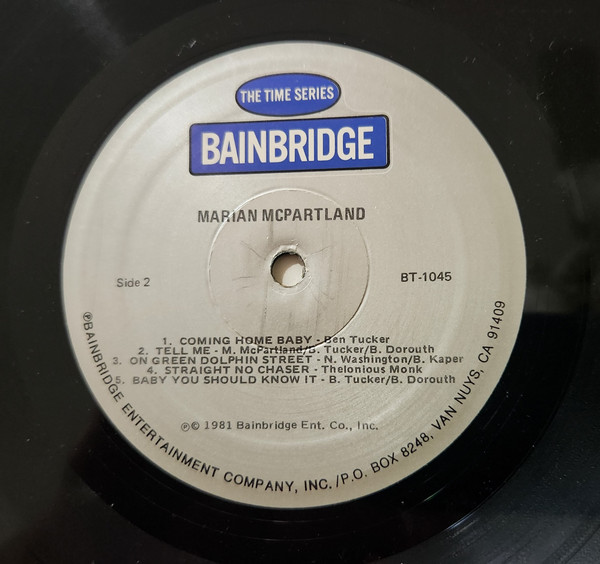 THE TIME SERIES
BAINBRIDGE
MARIAN MCPARTLAND
Side 2
BT-1045
1. COMING HOME BABY - Ben Tucker
2. TELL ME - M. McPartland/B. Tucker/B. Dorouth
3. ON GREEN DOLPHIN STREET - N. Washington/B. Kaper
4. STRAIGHT NO CHASER - Thelonious Monk
5. BABY YOU SHOULD KNOW IT - B. Tucker/B. Dorouth
℗© 1981 Bainbridge Ent. Co., Inc.
℗BAINBRIDGE ENTERTAINMENT COMPANY, INC./P.O. BOX 8248, VAN NUYS, CA 91409